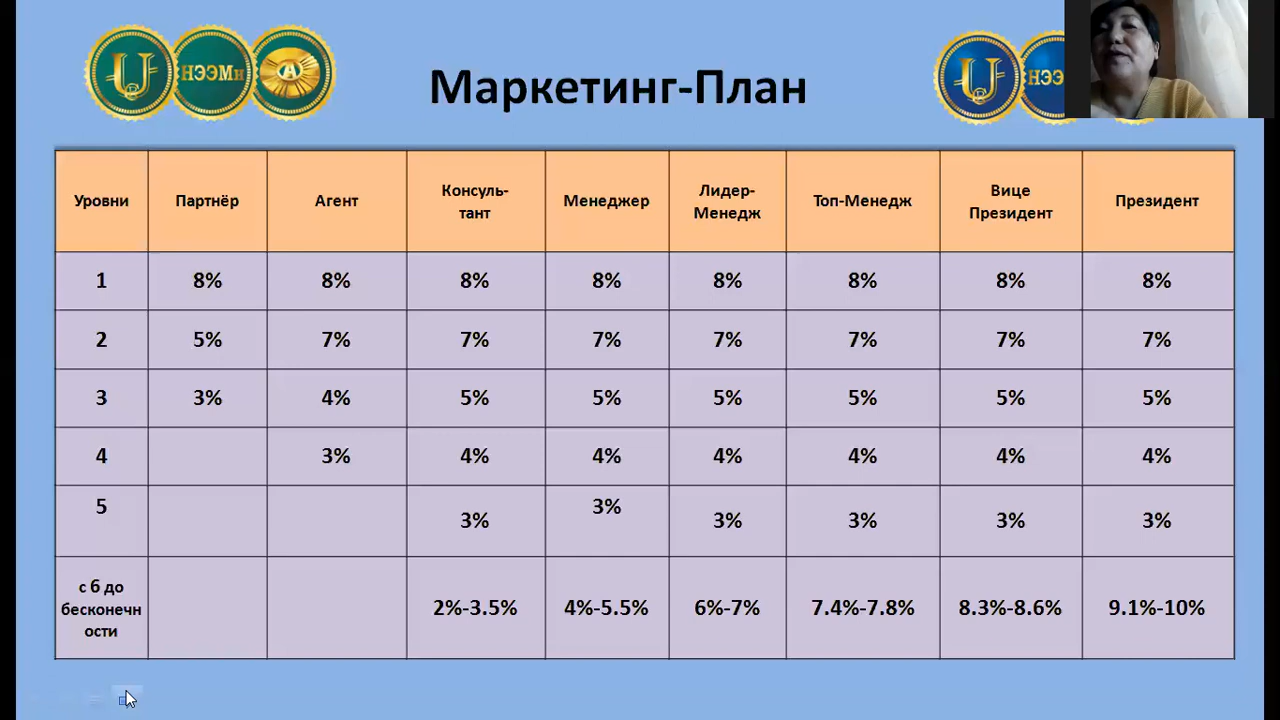 НЭЭМи
Маркетинг-План
НЭЭ
Уровни Партнёр Агент Консуль-тант Менеджер Лидер-Менедж Топ-Менедж Вице Президент Президент
1 8% 8% 8% 8% 8% 8% 8% 8%
2 5% 7% 7% 7% 7% 7% 7% 7%
3 3% 4% 5% 5% 5% 5% 5% 5%
4 3% 4% 4% 4% 4% 4% 4%
5 3% 3% 3% 3% 3% 3%
с 6 до
бесконечн
ости
2%-3.5% 4%-5.5% 6%-7% 7.4%-7.8% 8.3%-8.6% 9.1%-10%